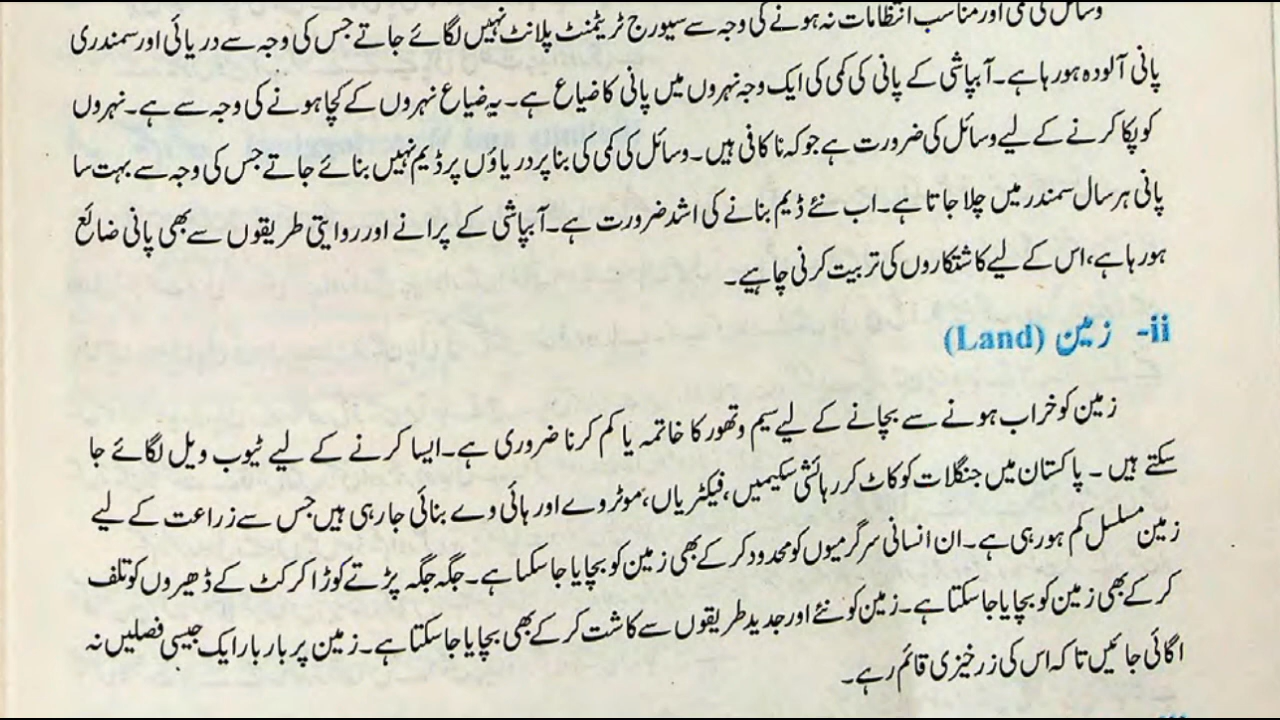 وسائل کی کمی اور مناسب انتظامات نہ ہونے کی وجہ سے سیوریج ٹریٹمنٹ پلانٹ نہیں لگائے جاتے جس کی وجہ سے دریائی اور سمندری
پانی آلودہ ہو رہا ہے۔ آبپاشی کے پانی کی کمی کی ایک وجہ نہروں میں پانی کا ضیاع ہے۔ یہ ضیاع نہروں کے کچا ہونے کی وجہ سے ہے۔ نہروں
کو پکا کرنے کے لیے وسائل کی ضرورت ہے جو کہ ناکافی ہیں۔ وسائل کی کمی کی بنا پر دریاؤں پر ڈیم نہیں بنائے جاتے جس کی وجہ سے بہت سا
پانی ہر سال سمندر میں چلا جاتا ہے۔ اب نئے ڈیم بنانے کی اشد ضرورت ہے۔ آبپاشی کے پرانے اور روایتی طریقوں سے بھی پانی ضائع
ہو رہا ہے، اس کے لیے کاشتکاروں کی تربیت کرنی چاہیے۔
ii- زمین (Land)
زمین کو خراب ہونے سے بچانے کے لیے سیم و تھور کا خاتمہ یا کم کرنا ضروری ہے۔ ایسا کرنے کے لیے ٹیوب ویل لگائے جا
سکتے ہیں۔ پاکستان میں جنگلات کو کاٹ کر رہائشی سکیمیں، فیکٹریاں، موٹروے اور ہائی وے بنائی جا رہی ہیں جس سے زراعت کے لیے
زمین مسلسل کم ہو رہی ہے۔ ان انسانی سرگرمیوں کو محدود کر کے بھی زمین کو بچایا جا سکتا ہے۔ جگہ جگہ پڑے کوڑا کرکٹ کے ڈھیروں کو تلف
کر کے بھی زمین کو بچایا جا سکتا ہے۔ زمین کو نئے اور جدید طریقوں سے کاشت کر کے بھی بچایا جا سکتا ہے۔ زمین پر بار بار ایک جیسی فصلیں نہ
اگائی جائیں تاکہ اس کی زرخیزی قائم رہے۔